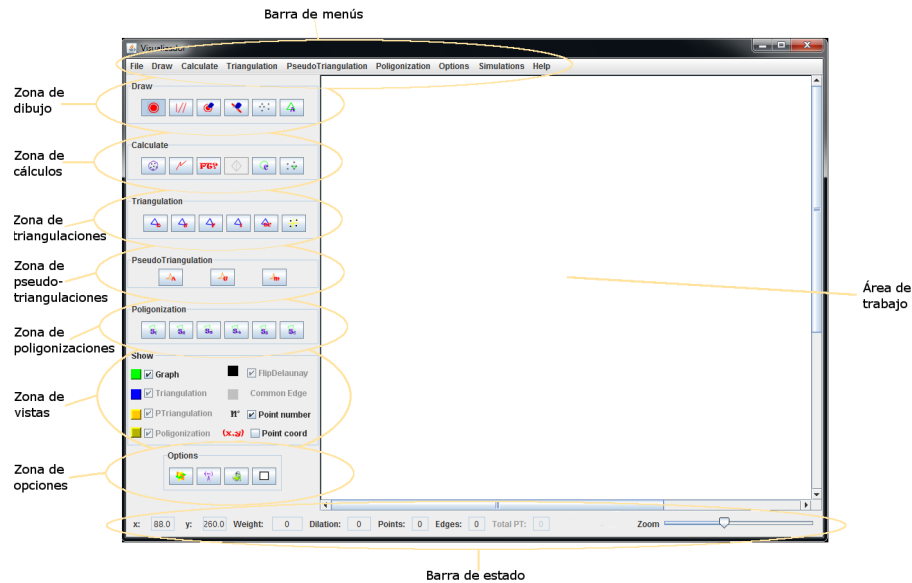 Barra de menús
Visualizador
File Draw Calculate Triangulation PseudoTriangulation Poligonization Options Simulations Help
Draw
Zona de
dibujo
Calculate
Zona de
cálculos
PG?
Triangulation
Zona de
triangulaciones
PseudoTriangulation
Zona de
pseudo-
triangulaciones
Área de
trabajo
Poligonization
Zona de
poligonizaciones
Show
Graph FlipDelaunay
Zona de
vistas
Triangulation Common Edge
PTriangulation nº Point number
Poligonization (x,y) Point coord
Options
Zona de
opciones
x: 88.0 y: 260.0 Weight: 0 Dilation: 0 Points: 0 Edges: 0 Total PT: 0 Zoom
Barra de estado